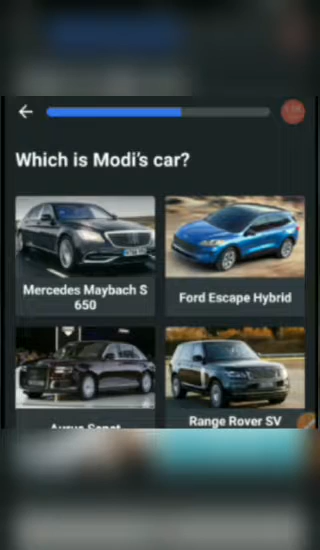 Which is Modi's car?
Mercedes Maybach S
650
Ford Escape Hybrid
Range Rover SV